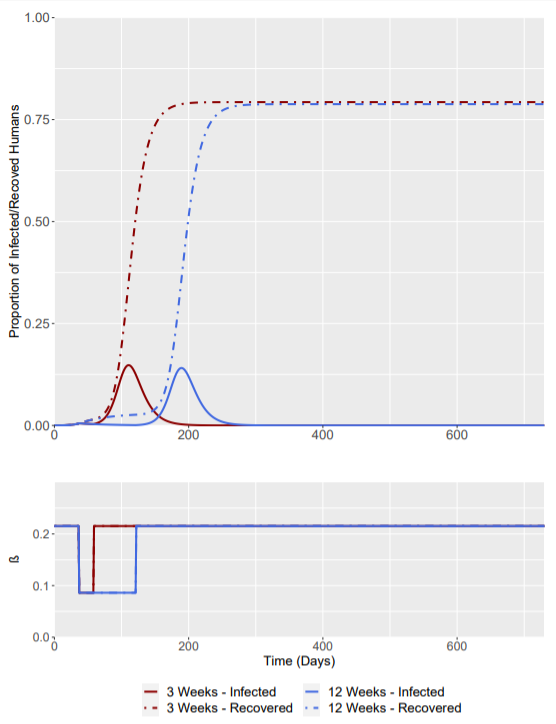 1.00
0.75
0.50
0.25
0.00
Proportion of Infected/Recoved Humans
0 200 400 600
0.2
0.1
0.0
ß
0 200 400 600
Time (Days)
3 Weeks - Infected 12 Weeks - Infected
3 Weeks - Recovered 12 Weeks - Recovered